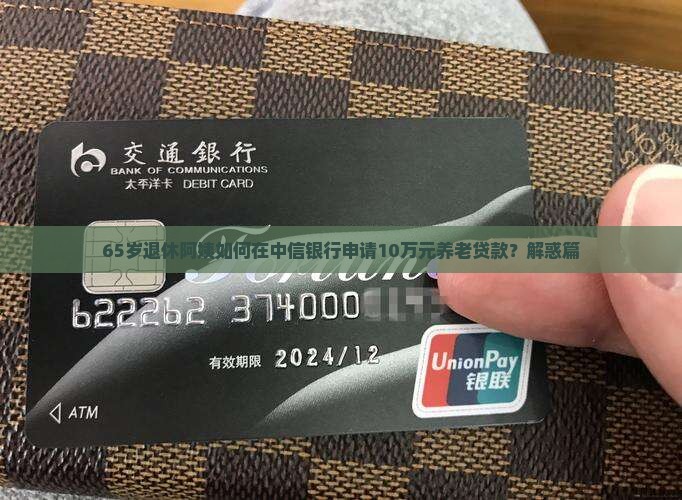 交通銀行
BANK OF COMMUNICATIONS
太平洋卡 DEBIT CARD
65岁退休阿姨如何在中信银行申请10万元养老贷款？解惑篇
622262 374000
有效期限 2024/12
UnionPay
银联
ATM